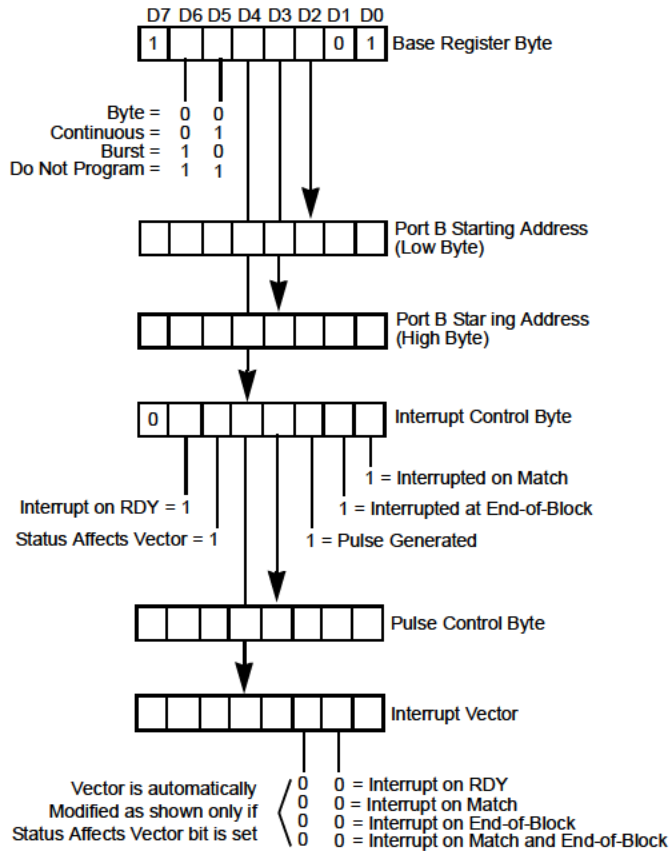 D7 D6 D5 D4 D3 D2 D1 D0
1 0 1 Base Register Byte
Byte = 0 0
Continuous = 0 1
Burst = 1 0
Do Not Program = 1 1
Port B Starting Address
(Low Byte)
Port B Star ing Address
(High Byte)
0 Interrupt Control Byte
1 = Interrupted on Match
Interrupt on RDY = 1
1 = Interrupted at End-of-Block
Status Affects Vector = 1
1 = Pulse Generated
Pulse Control Byte
Interrupt Vector
Vector is automatically
Modified as shown only if
Status Affects Vector bit is set
0 0 = Interrupt on RDY
0 0 = Interrupt on Match
0 0 = Interrupt on End-of-Block
0 0 = Interrupt on Match and End-of-Block